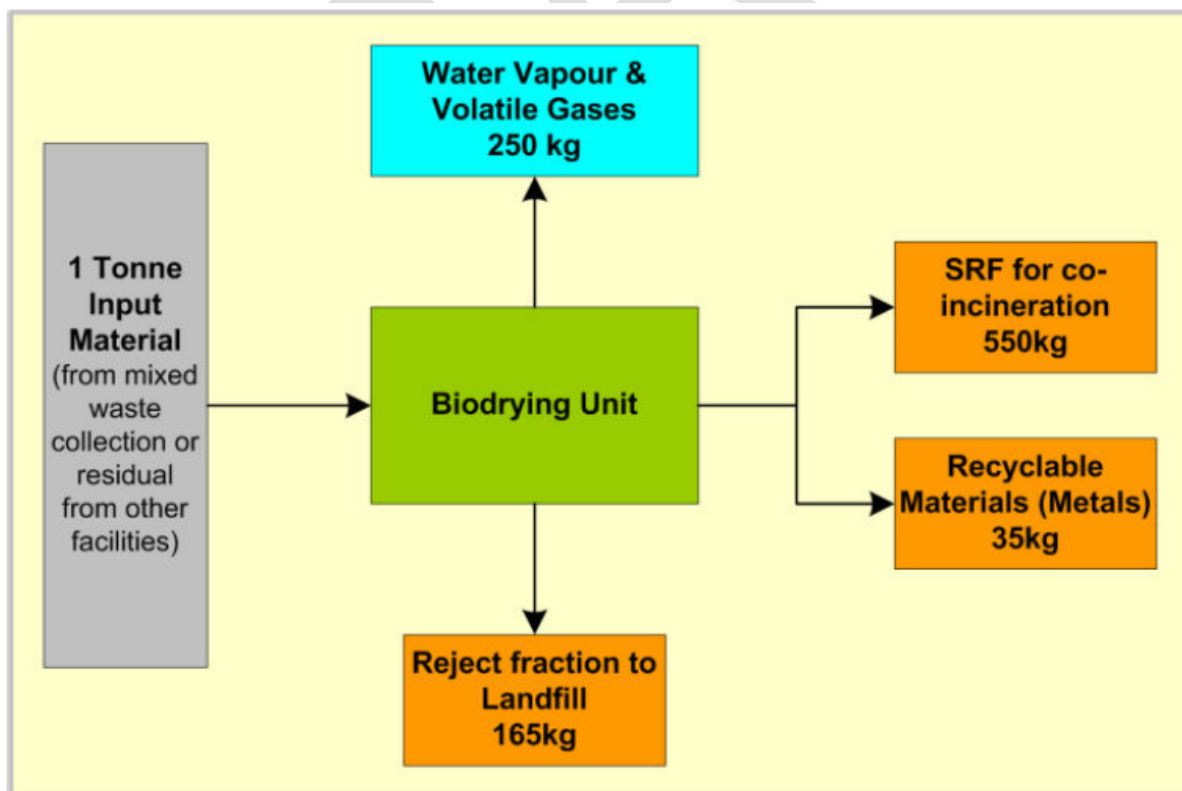 Water Vapour &
Volatile Gases
250 kg
1 Tonne
Input
Material
(from mixed
waste
collection or
residual
from other
facilities)
Biodrying Unit
SRF for co-
incineration
550kg
Recyclable
Materials (Metals)
35kg
Reject fraction to
Landfill
165kg